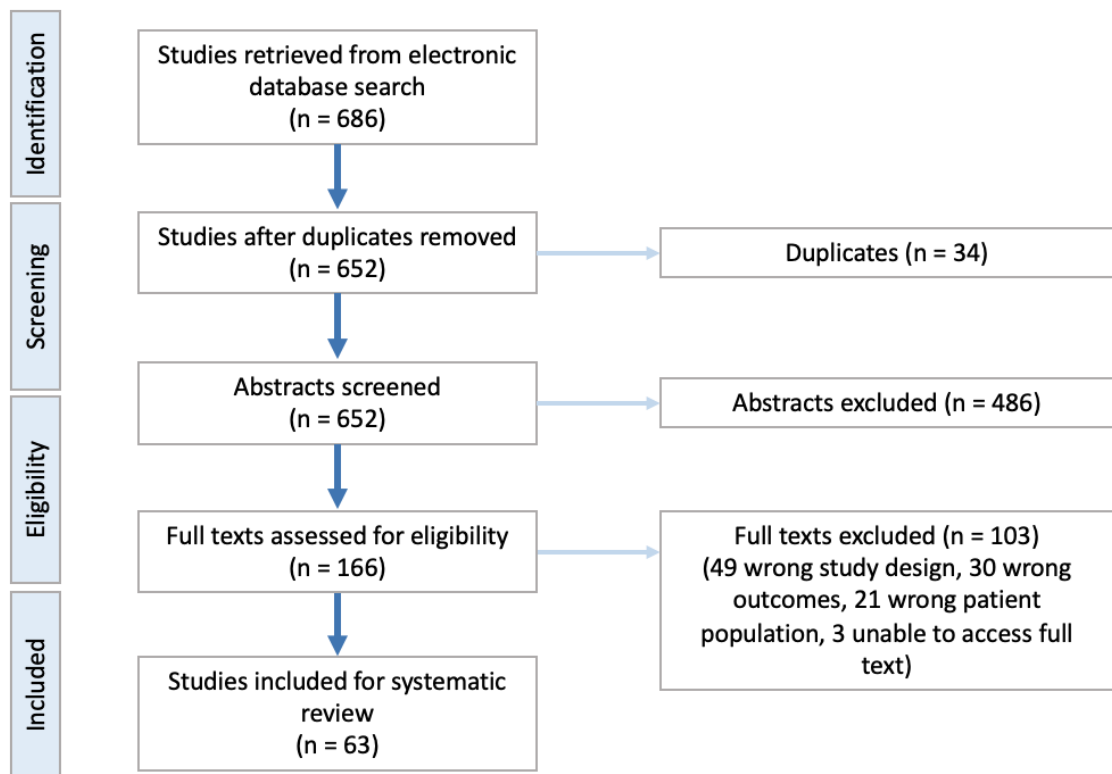 Identification
Studies retrieved from electronic
database search
(n = 686)
Screening
Studies after duplicates removed
(n = 652)
Duplicates (n = 34)
Abstracts screened
(n = 652)
Abstracts excluded (n = 486)
Eligibility
Full texts assessed for eligibility
(n = 166)
Full texts excluded (n = 103)
(49 wrong study design, 30 wrong
outcomes, 21 wrong patient
population, 3 unable to access full
text)
Included
Studies included for systematic
review
(n = 63)